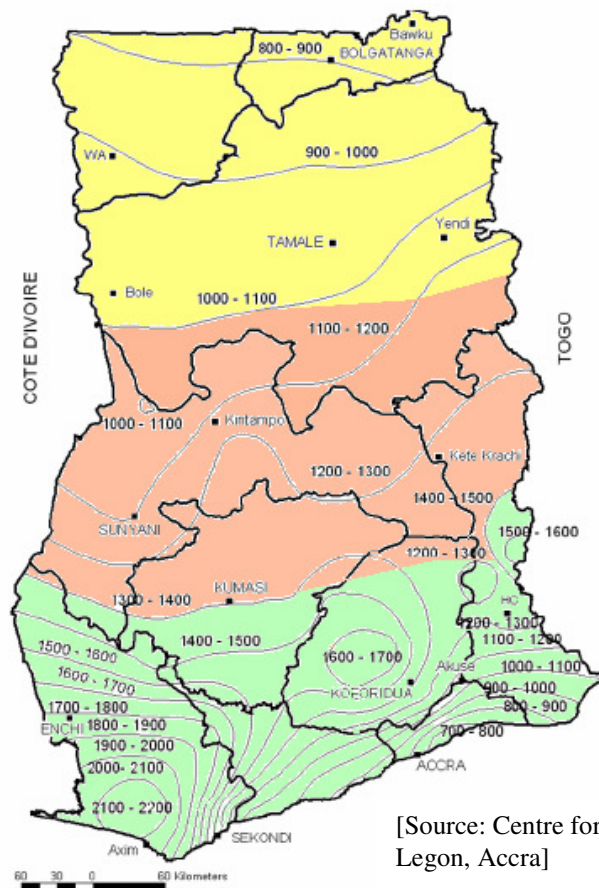 Bawku
800 - 900
BOLGATANGA
WA
900 - 1000
Yendi
TAMALE
Bole
1000 - 1100
1100 - 1200
COTE D'IVOIRE
TOGO
1000 - 1100
Kintampo
Kete Krachi
1200 - 1300
1400 - 1500
SUNYANI
1500 - 1600
1200 - 1300
KUMASI
1300 - 1400
HO
1200 - 1300
1100 - 1200
1400 - 1500
1500 - 1600
1600 - 1700
1600 - 1700
1000 - 1100
Akuse
KOFORIDUA
900 - 1000
1700 - 1800
800 - 900
ENCHI
1800 - 1900
700 - 800
1900 - 2000
2000 - 2100
ACCRA
2100 - 2200
SEKONDI
Axim
[Source: Centre for
Legon, Accra]
60 30 0 60 Kilometers